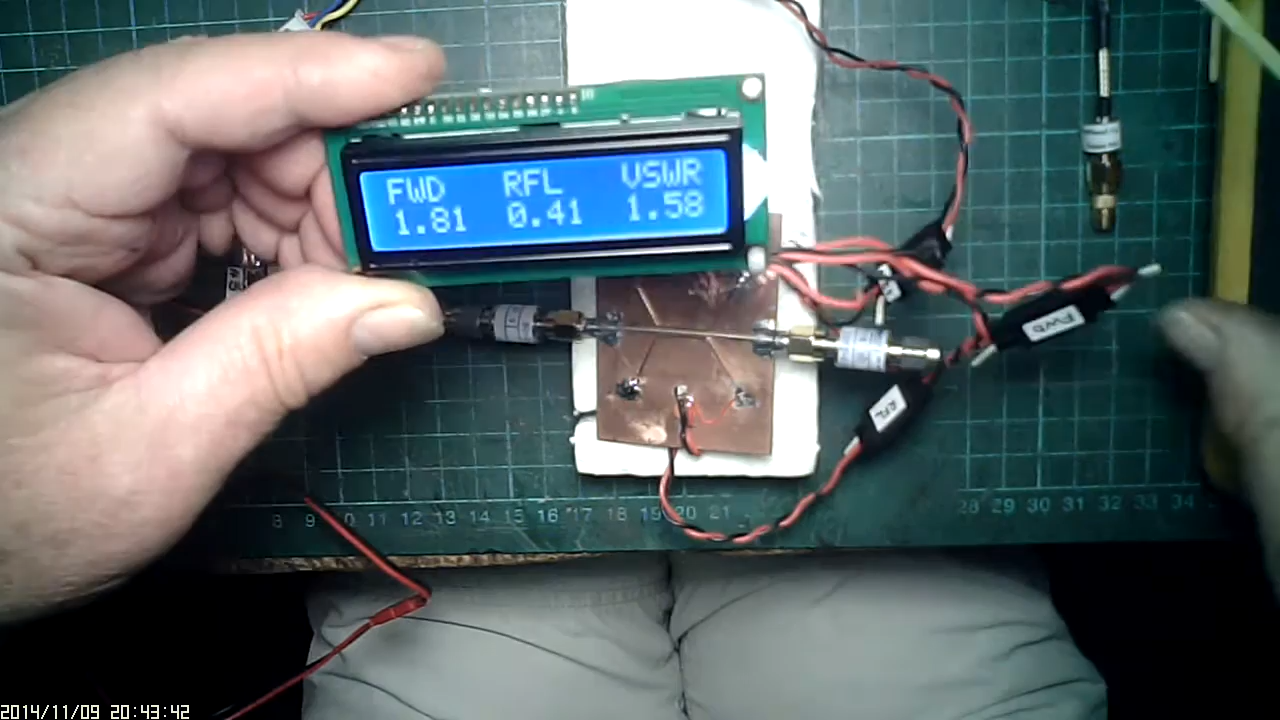 FWD RFL VSWR
1.81 0.41 1.58
FWD
RFL
8 9 0 11 12 13 14 15 16 17 18 19 20 21 28 29 30 31 32 33 34
2014/11/09 20:43:42